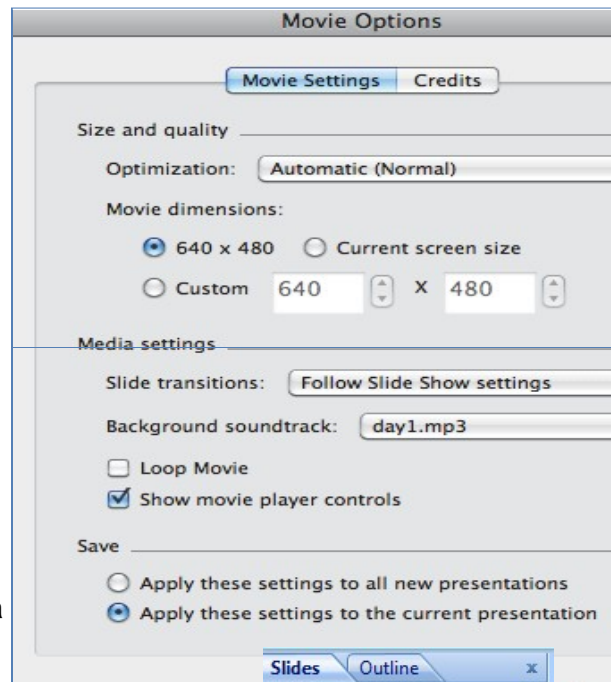 Movie Options
Movie Settings Credits
Size and quality
Optimization: Automatic (Normal)
Movie dimensions:
640 x 480 Current screen size
Custom 640 X 480
Media settings
Slide transitions: Follow Slide Show settings
Background soundtrack: day1.mp3
Loop Movie
Show movie player controls
Save
Apply these settings to all new presentations
Apply these settings to the current presentation
Slides Outline x